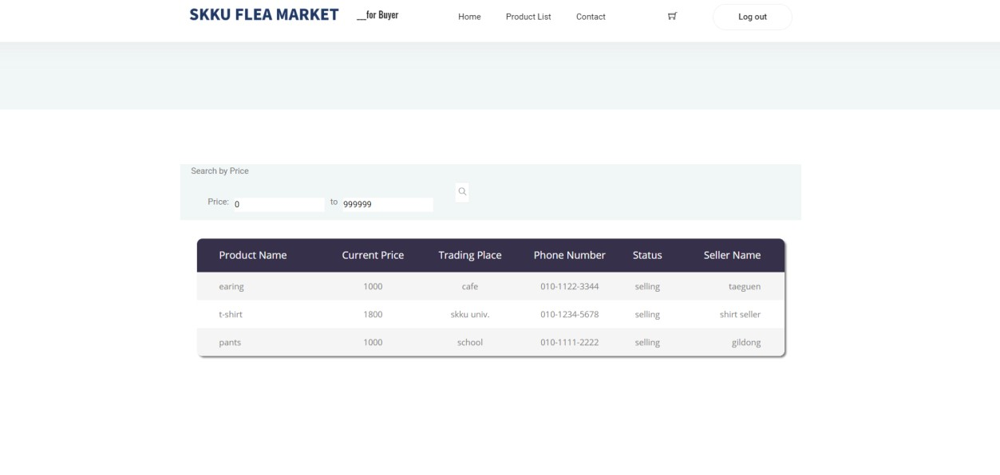 SKKU FLEA MARKET __for Buyer Home Product List Contact Log out
Search by Price
Price: 0 to 999999
Product Name Current Price Trading Place Phone Number Status Seller Name
earing 1000 cafe 010-1122-3344 selling taeguen
t-shirt 1800 skku univ. 010-1234-5678 selling shirt seller
pants 1000 school 010-1111-2222 selling gildong